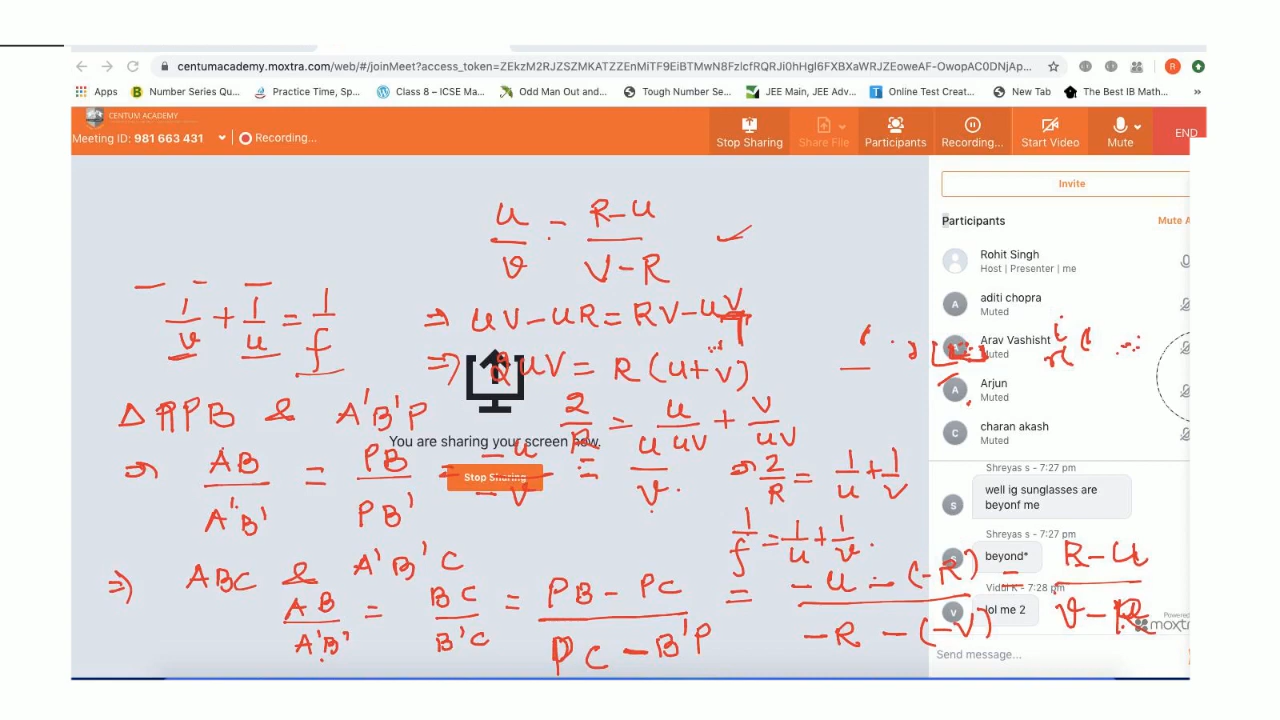 centumacademy.moxtra.com/web/#/joinMeet?access_token=ZEkzM2RJZSZMKATZZEnMiTF9EiBTMwN8FzlcfRQRJi0hHgl6FXBXaWRJZEoweAF-OwopAC0DNjAp...
R
Apps
Number Series Qu...
Practice Time, Sp...
Class 8 – ICSE Ma...
Odd Man Out and...
Tough Number Se...
JEE Main, JEE Adv...
Online Test Creat...
New Tab
The Best IB Math...
»
CENTUM ACADEMY
Meeting ID: 981 663 431
Recording...
Stop Sharing
Share File
Participants
Recording...
Start Video
Mute
END
Invite
Participants
Mute A
Rohit Singh
Host | Presenter | me
A
aditi chopra
Muted
Arav Vashisht
Muted
A
Arjun
Muted
C
charan akash
Muted
Shreyas s - 7:27 pm
S
well ig sunglasses are
beyonf me
Shreyas s - 7:27 pm
beyond*
7:28 pm
V
lol me 2
Powered
moxtra
Send message...
You are sharing your screen now.
Stop Sharing
u/v = R-u/V-R
1/v + 1/u = 1/f
⇒ uV-uR = RV-uV
⇒ 2uV = R(u+v)
2/R = u/uV + V/uV
PB & A'B'P
⇒ AB/A'B' = PB/PB' = -u/-v = u/v
⇒ 2/R = 1/u + 1/V
1/f = 1/u + 1/v
⇒ ABC & A'B'C
AB/A'B' = BC/B'C = PB-PC/PC-B'P = -u-(-R)/-R-(-V) = R-u/v-R